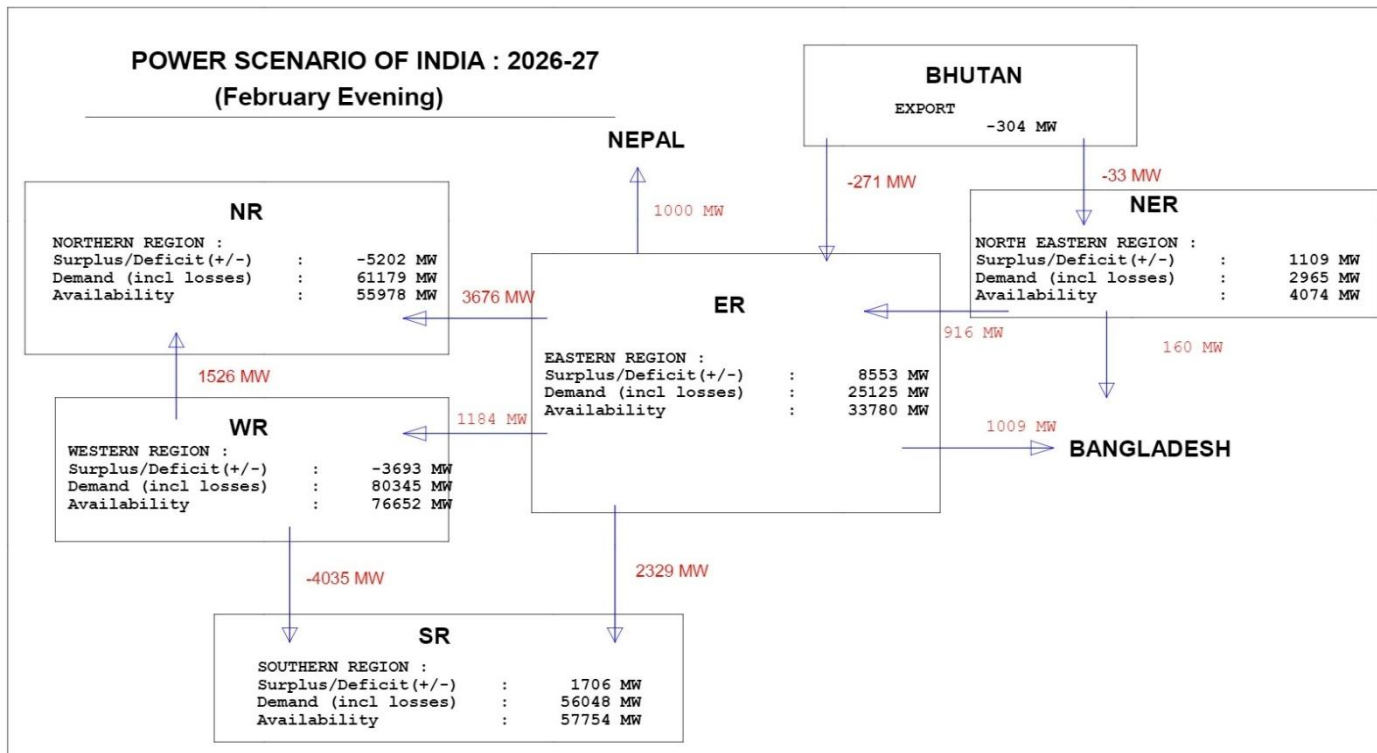 POWER SCENARIO OF INDIA : 2026-27
(February Evening)
BHUTAN
EXPORT
-304 MW
NEPAL
-271 MW
-33 MW
1000 MW
NR
NORTHERN REGION :
Surplus/Deficit(+/-) : -5202 MW
Demand (incl losses) : 61179 MW
Availability : 55978 MW
NER
NORTH EASTERN REGION :
Surplus/Deficit(+/-) : 1109 MW
Demand (incl losses) : 2965 MW
Availability : 4074 MW
3676 MW
ER
EASTERN REGION :
Surplus/Deficit(+/-) : 8553 MW
Demand (incl losses) : 25125 MW
Availability : 33780 MW
916 MW
160 MW
1526 MW
1184 MW
1009 MW
BANGLADESH
WR
WESTERN REGION :
Surplus/Deficit(+/-) : -3693 MW
Demand (incl losses) : 80345 MW
Availability : 76652 MW
-4035 MW
2329 MW
SR
SOUTHERN REGION :
Surplus/Deficit(+/-) : 1706 MW
Demand (incl losses) : 56048 MW
Availability : 57754 MW